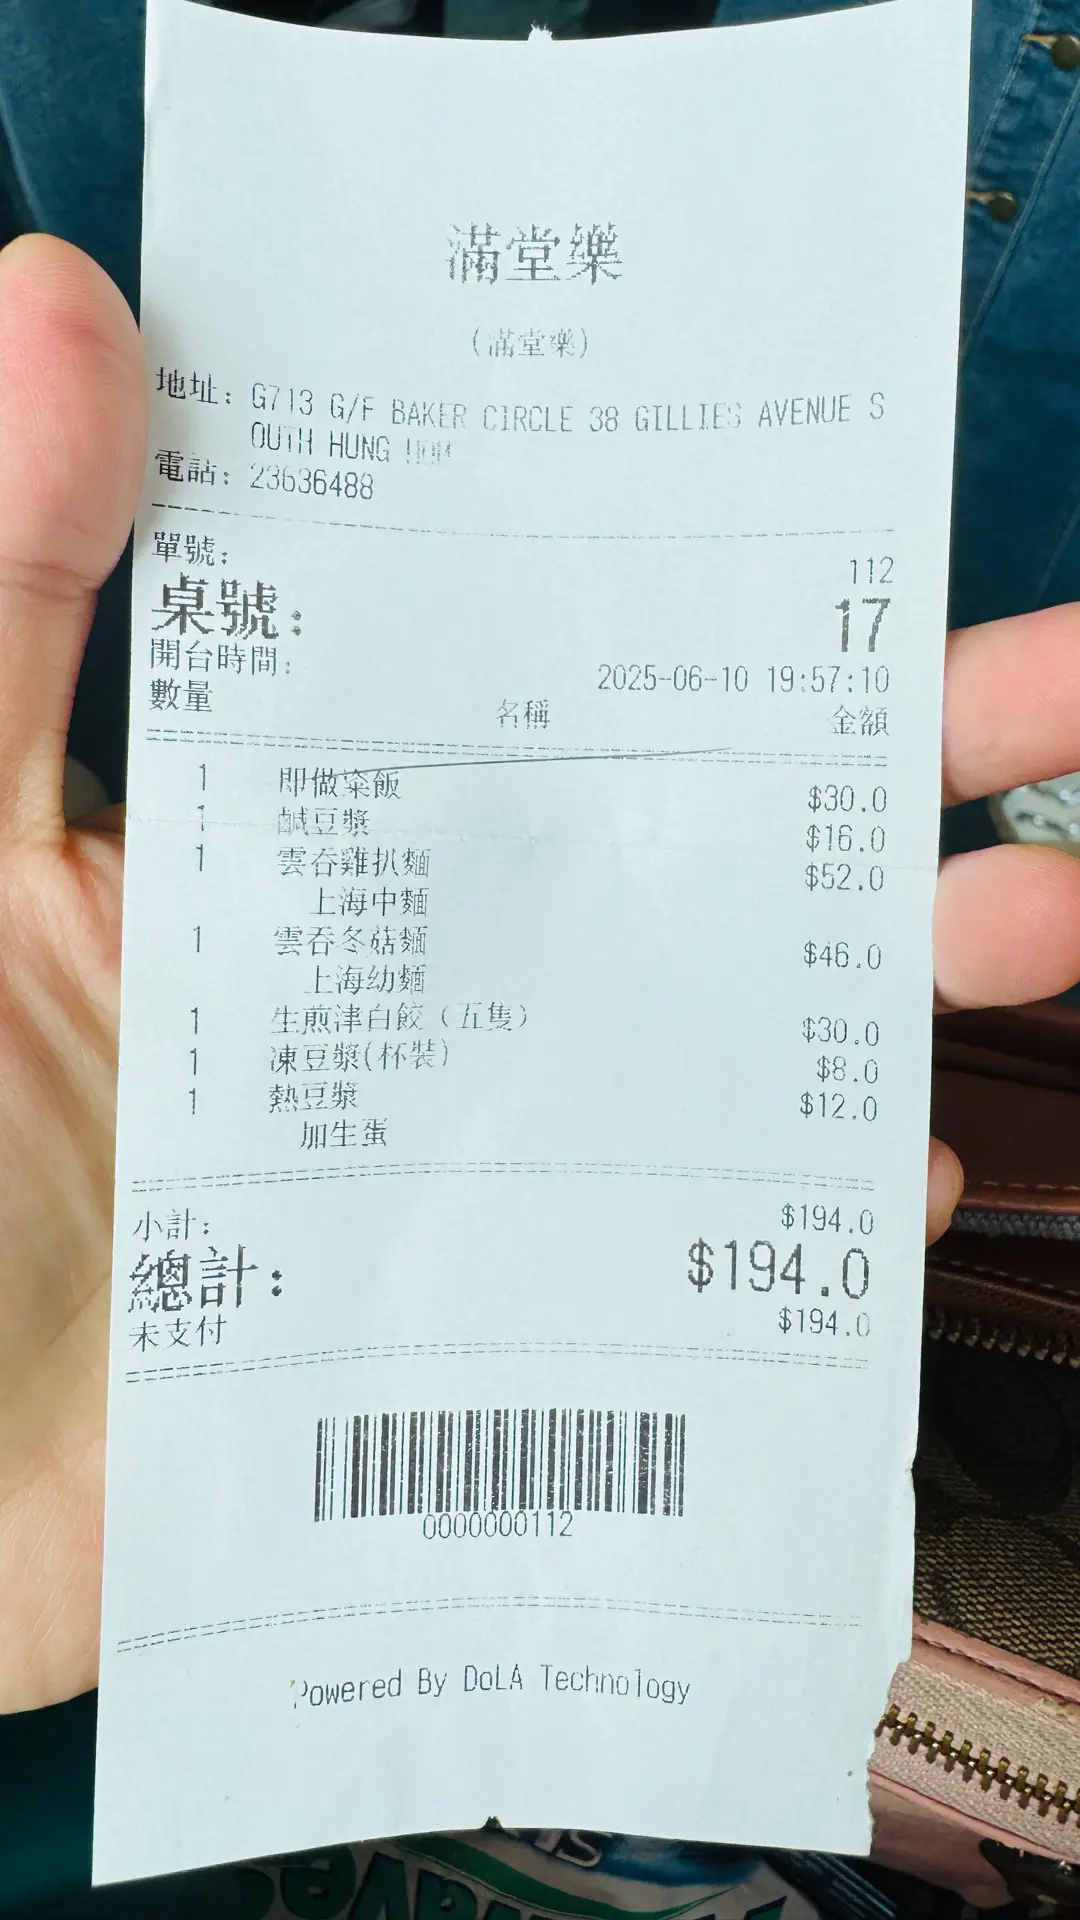 滿堂樂
(滿堂樂)
地址: G713 G/F BAKER CIRCLE 38 GILLIES AVENUE S
OUTH HUNG HOM
電話: 23636488
單號: 112
桌號: 17
開台時間: 2025-06-10 19:57:10
數量 名稱 金額
1 即做粢飯 $30.0
1 鹹豆漿 $16.0
1 雲吞雞扒麵 $52.0
上海中麵
1 雲吞冬菇麵 $46.0
上海幼麵
1 生煎津白餃（五隻） $30.0
1 凍豆漿(杯裝) $8.0
1 熱豆漿 $12.0
加生蛋
小計: $194.0
總計: $194.0
未支付 $194.0
0000000112
Powered By DoLA Technology